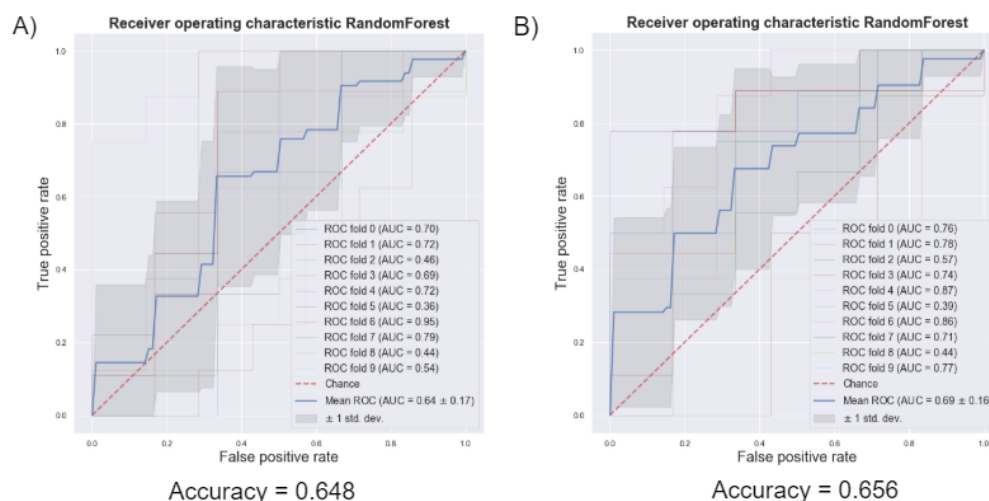 A)
Receiver operating characteristic RandomForest
1.0
0.8
0.6
0.4
0.2
0.0
True positive rate
0.0 0.2 0.4 0.6 0.8 1.0
False positive rate
ROC fold 0 (AUC = 0.70)
ROC fold 1 (AUC = 0.72)
ROC fold 2 (AUC = 0.46)
ROC fold 3 (AUC = 0.69)
ROC fold 4 (AUC = 0.72)
ROC fold 5 (AUC = 0.36)
ROC fold 6 (AUC = 0.95)
ROC fold 7 (AUC = 0.79)
ROC fold 8 (AUC = 0.44)
ROC fold 9 (AUC = 0.54)
Chance
Mean ROC (AUC = 0.64 ± 0.17)
± 1 std. dev.
Accuracy = 0.648
B)
Receiver operating characteristic RandomForest
1.0
0.8
0.6
0.4
0.2
0.0
True positive rate
0.0 0.2 0.4 0.6 0.8 1.0
False positive rate
ROC fold 0 (AUC = 0.76)
ROC fold 1 (AUC = 0.78)
ROC fold 2 (AUC = 0.57)
ROC fold 3 (AUC = 0.74)
ROC fold 4 (AUC = 0.87)
ROC fold 5 (AUC = 0.39)
ROC fold 6 (AUC = 0.86)
ROC fold 7 (AUC = 0.71)
ROC fold 8 (AUC = 0.44)
ROC fold 9 (AUC = 0.77)
Chance
Mean ROC (AUC = 0.69 ± 0.16
± 1 std. dev.
Accuracy = 0.656